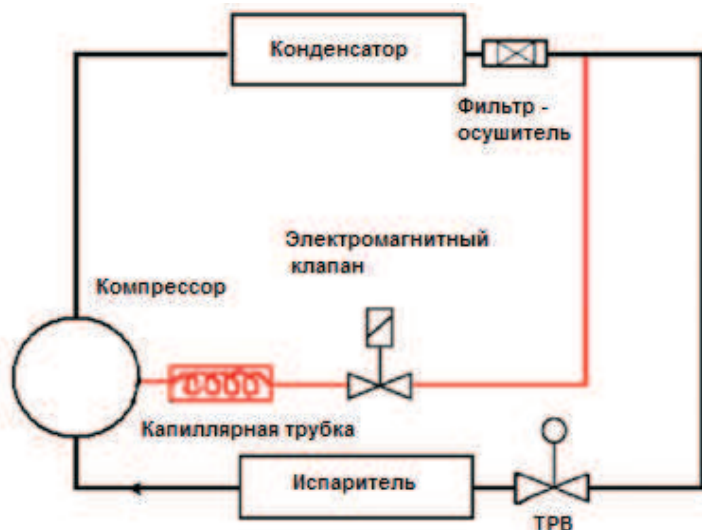 Конденсатор
Фильтр -
осушитель
Электромагнитный
клапан
Компрессор
Капиллярная трубка
Испаритель
ТРВ